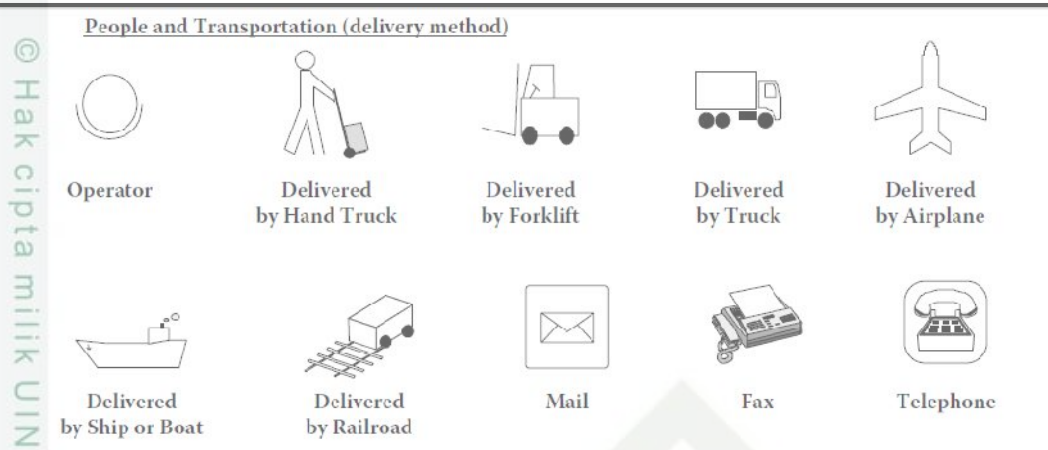 People and Transportation (delivery method)
Operator
Delivered
by Hand Truck
Delivered
by Forklift
Delivered
by Truck
Delivered
by Airplane
Delivered
by Ship or Boat
Delivered
by Railroad
Mail
Fax
Telephone
© Hak cipta milik UIN